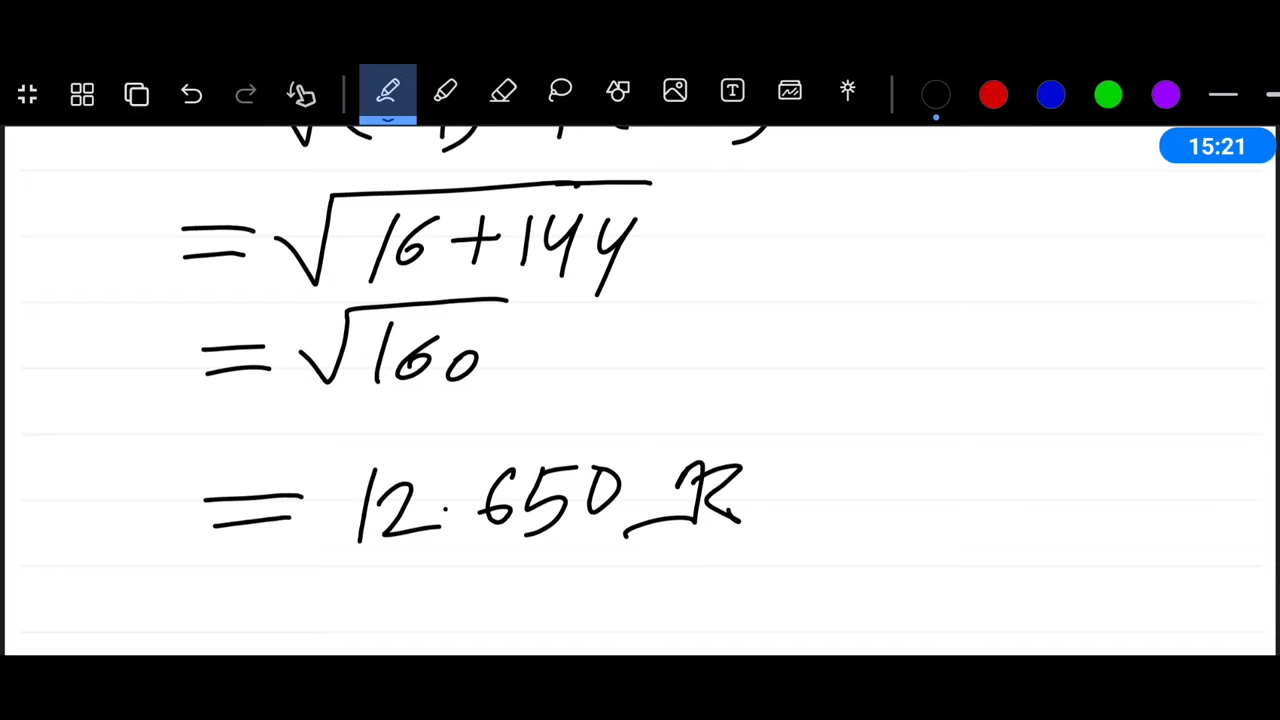 15:21
= √16+144
= √160
= 12.650